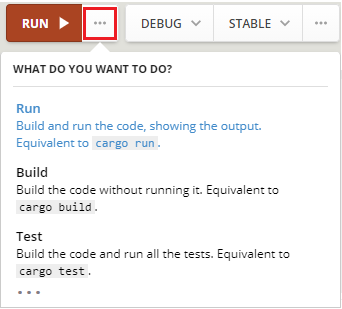 RUN ••• DEBUG STABLE •••
WHAT DO YOU WANT TO DO?
Run
Build and run the code, showing the output.
Equivalent to cargo run.
Build
Build the code without running it. Equivalent to
cargo build.
Test
Build the code and run all the tests. Equivalent to
cargo test.
•••